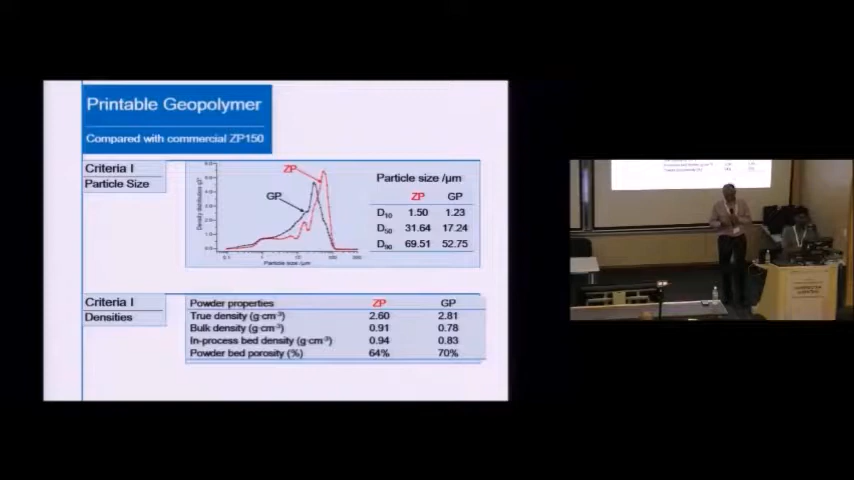 Printable Geopolymer
Compared with commercial ZP150
Criteria I
Particle Size
ZP
GP
Particle size /μm
Particle size /μm
ZP GP
D10 1.50 1.23
D50 31.64 17.24
D90 69.51 52.75
Criteria I
Densities
Powder properties ZP GP
True density (g·cm-3) 2.60 2.81
Bulk density (g·cm-3) 0.91 0.78
In-process bed density (g·cm-3) 0.94 0.83
Powder bed porosity (%) 64% 70%